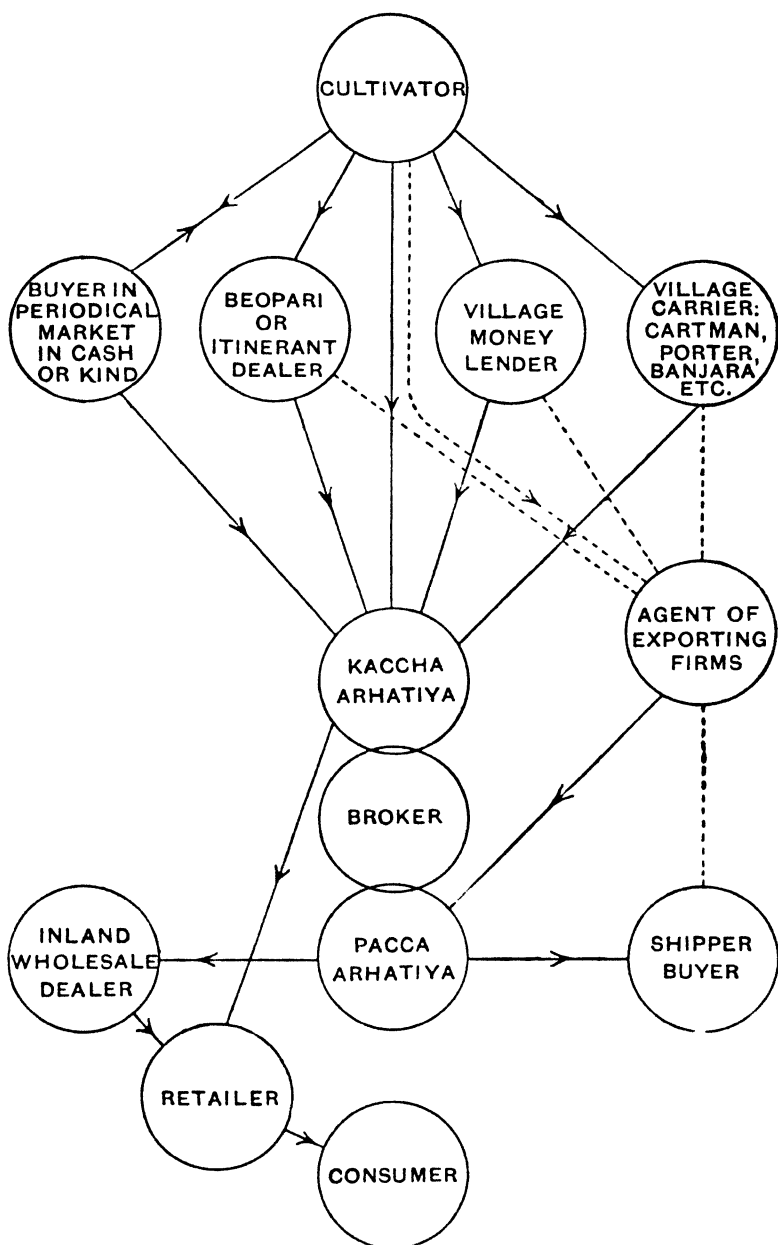 CULTIVATOR
BUYER IN
PERIODICAL
MARKET
IN CASH
OR KIND
BEOPARI
OR
ITINERANT
DEALER
VILLAGE
MONEY
LENDER
VILLAGE
CARRIER:
CARTMAN,
PORTER,
BANJARA,
ETC.
KACCHA
ARHATIYA
AGENT OF
EXPORTING
FIRMS
BROKER
INLAND
WHOLESALE
DEALER
PACCA
ARHATIYA
SHIPPER
BUYER
RETAILER
CONSUMER